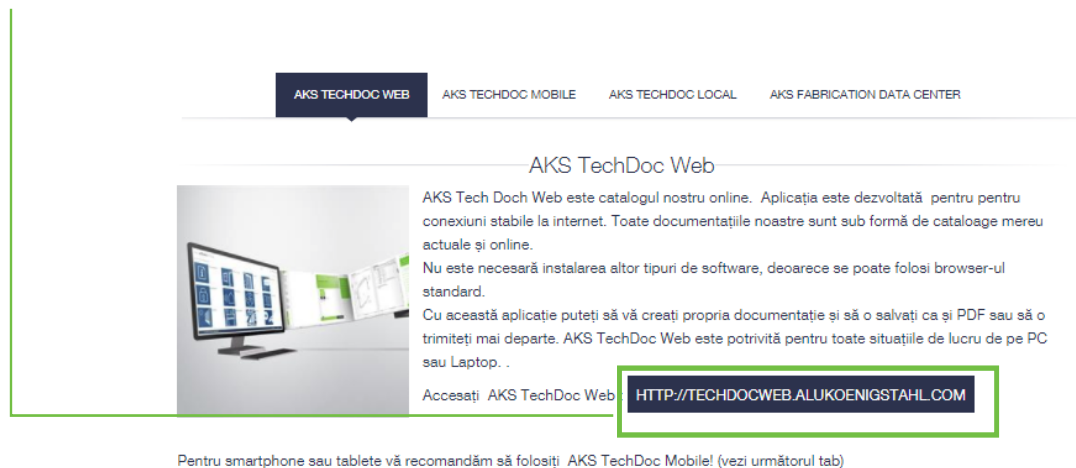 AKS TECHDOC WEB AKS TECHDOC MOBILE AKS TECHDOC LOCAL AKS FABRICATION DATA CENTER
AKS TechDoc Web
AKS Tech Doch Web este catalogul nostru online. Aplicația este dezvoltată pentru pentru
conexiuni stabile la internet. Toate documentațiile noastre sunt sub formă de cataloage mereu
actuale și online.
Nu este necesară instalarea altor tipuri de software, deoarece se poate folosi browser-ul
standard.
Cu această aplicație puteți să vă creați propria documentație și să o salvați ca și PDF sau să o
trimiteți mai departe. AKS TechDoc Web este potrivită pentru toate situațiile de lucru de pe PC
sau Laptop. .
Accesați AKS TechDoc Web : HTTP://TECHDOCWEB.ALUKOENIGSTAHL.COM
Pentru smartphone sau tablete vă recomandăm să folosiți AKS TechDoc Mobile! (vezi următorul tab)